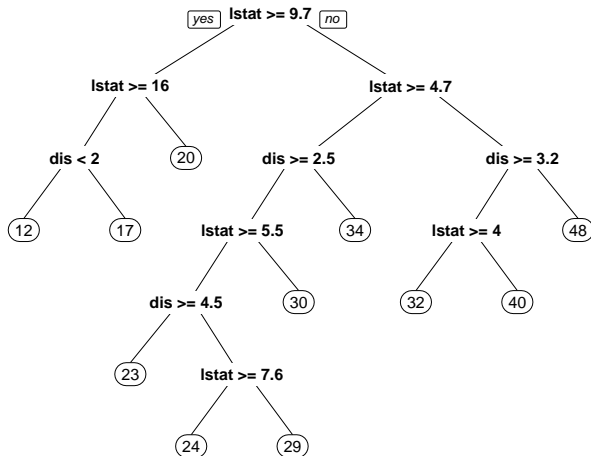 yes lstat >= 9.7 no
lstat >= 16 lstat >= 4.7
dis < 2 20 dis >= 2.5 dis >= 3.2
12 17 lstat >= 5.5 34 lstat >= 4 48
dis >= 4.5 30 32 40
23 lstat >= 7.6
24 29